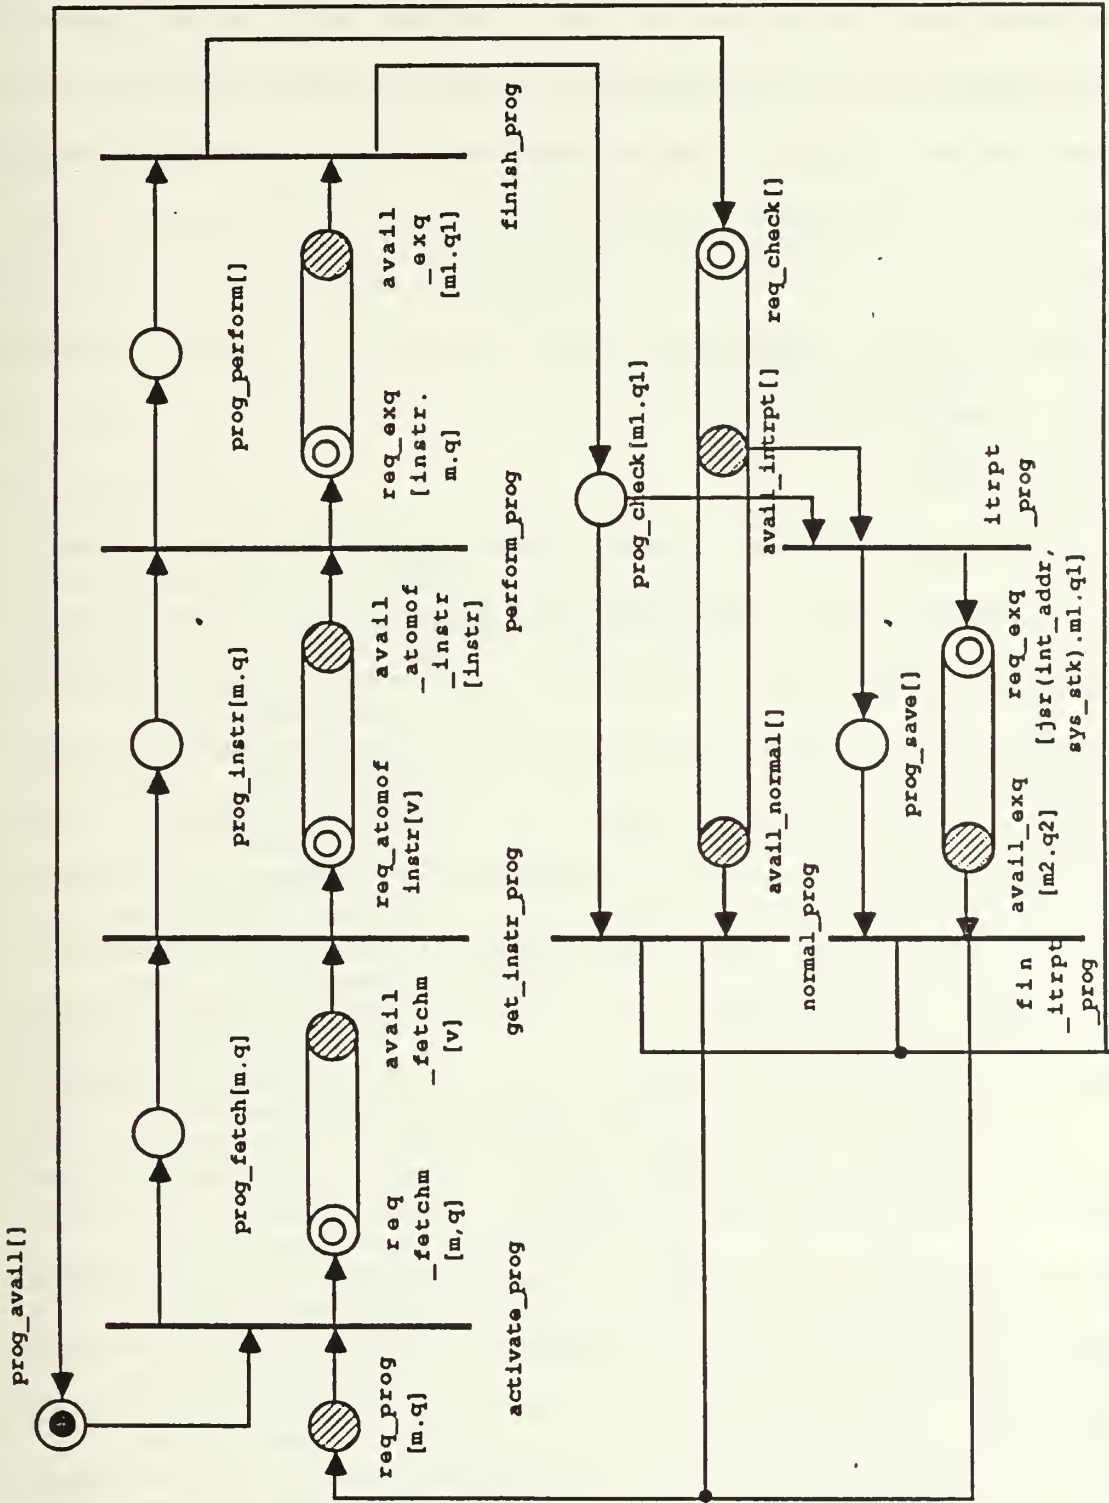 prog_avail[]
prog_fetch[m.q]
prog_instr[m.q]
prog_perform[]
req_prog
[m.q]
req
_fetchm
[m,q]
avail
_fetchm
[v]
req_atomof
instr[v]
avail
_atomof
_instr
[instr]
req_exq
[instr.
m.q]
avail
_exq
[m1.q1]
activate_prog
get_instr_prog
perform_prog
finish_prog
prog_check[m1.q1]
avail_normal[]
avail_intrpt[]
req_check[]
normal_prog
prog_save[]
itrpt
_prog
avail_exq
[m2.q2]
req_exq
[jsr(int_addr,
sys_stk).m1.q1]
fin
_itrpt
_prog